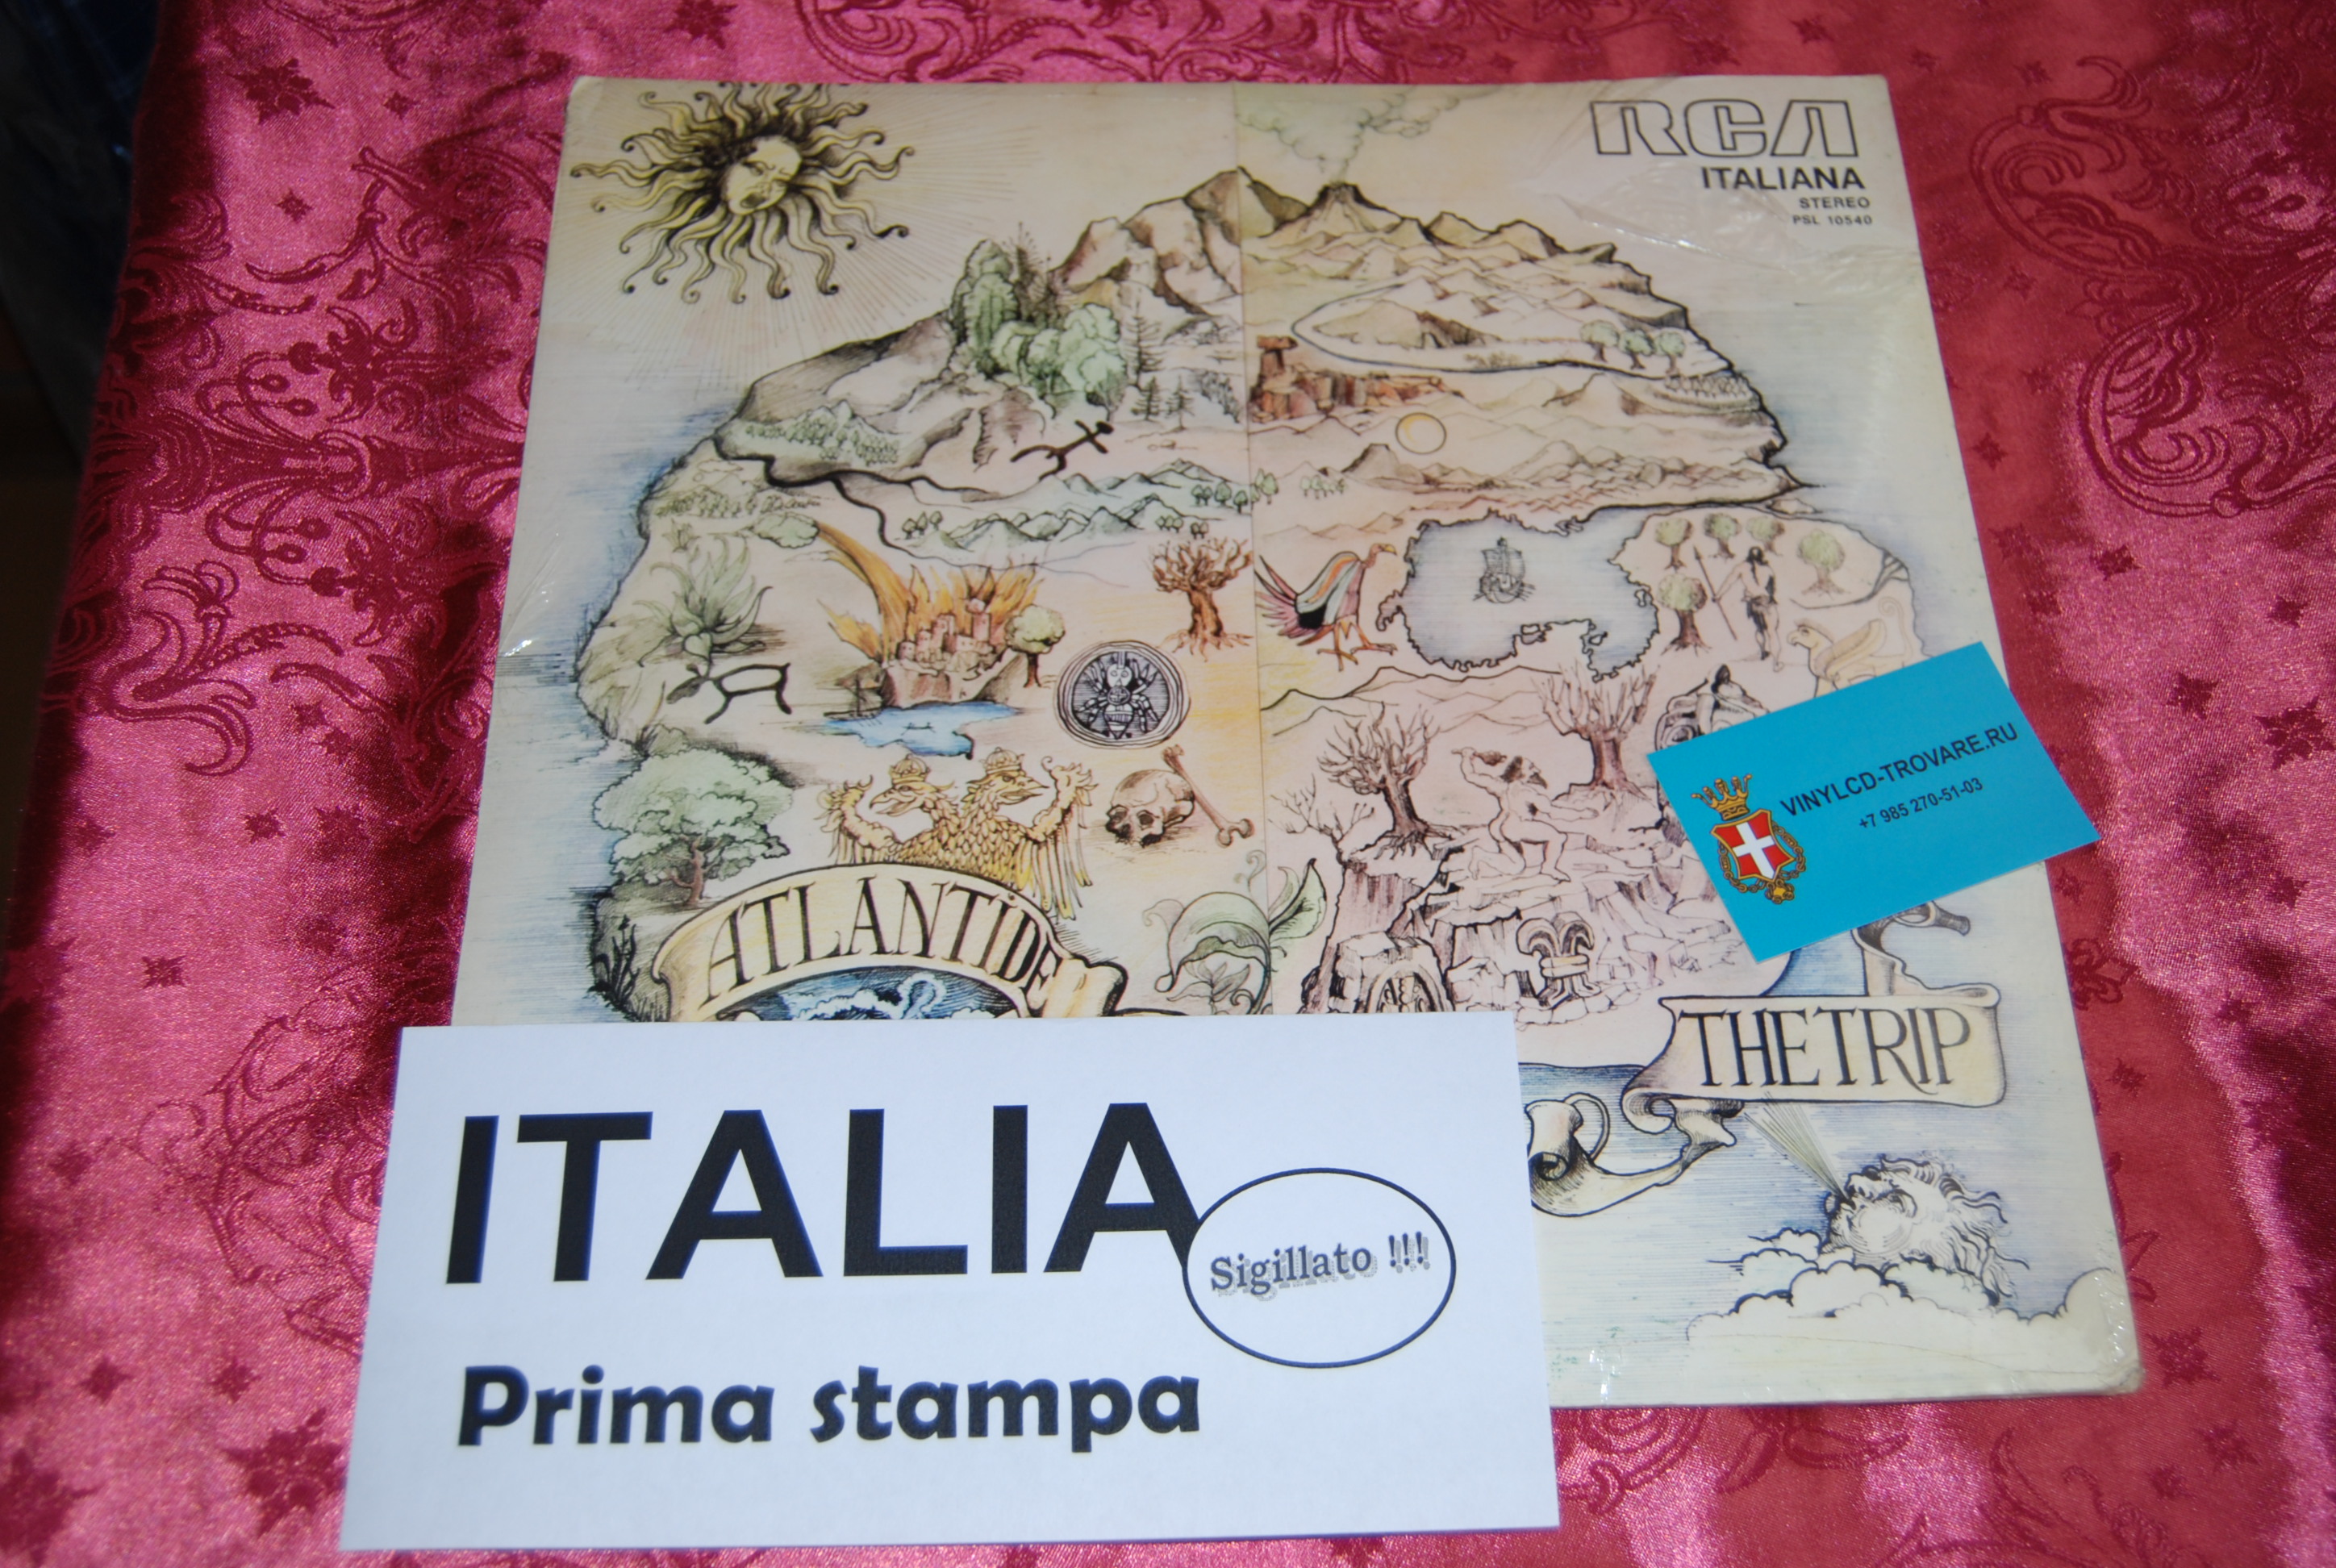 RCA
ITALIANA
STEREO
PSL 10540
VINYLCD-TROVARE.RU
+7 985 270-51-03
ATLANTIDE
THE TRIP
ITALIA
Sigillato !!!
Prima stampa